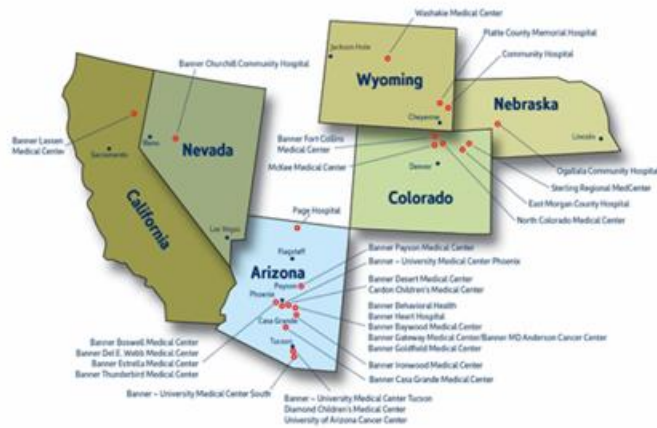 Washakie Medical Center
Platte County Memorial Hospital
Community Hospital
Jackson Hole
Wyoming
Banner Churchill Community Hospital
Cheyenne
Nebraska
Banner Lassen
Medical Center
Reno
Sacramento
Nevada
Banner Fort Collins
Medical Center
McKee Medical Center
Denver
Lincoln
Ogallala Community Hospital
Sterling Regional MedCenter
East Morgan County Hospital
North Colorado Medical Center
Colorado
California
Las Vegas
Page Hospital
Flagstaff
Arizona
Payson
Phoenix
Casa Grande
Tucson
Banner Payson Medical Center
Banner – University Medical Center Phoenix
Banner Desert Medical Center
Cardon Children's Medical Center
Banner Behavioral Health
Banner Heart Hospital
Banner Baywood Medical Center
Banner Gateway Medical Center/Banner MD Anderson Cancer Center
Banner Goldfield Medical Center
Banner Ironwood Medical Center
Banner Casa Grande Medical Center
Banner Boswell Medical Center
Banner Del E. Webb Medical Center
Banner Estrella Medical Center
Banner Thunderbird Medical Center
Banner – University Medical Center South
Banner – University Medical Center Tucson
Diamond Children's Medical Center
University of Arizona Cancer Center